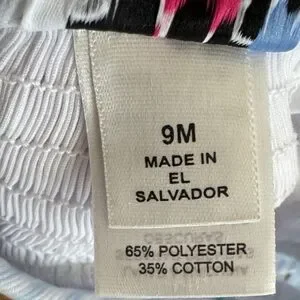 9M
MADE IN
EL
SALVADOR
65% POLYESTER
35% COTTON